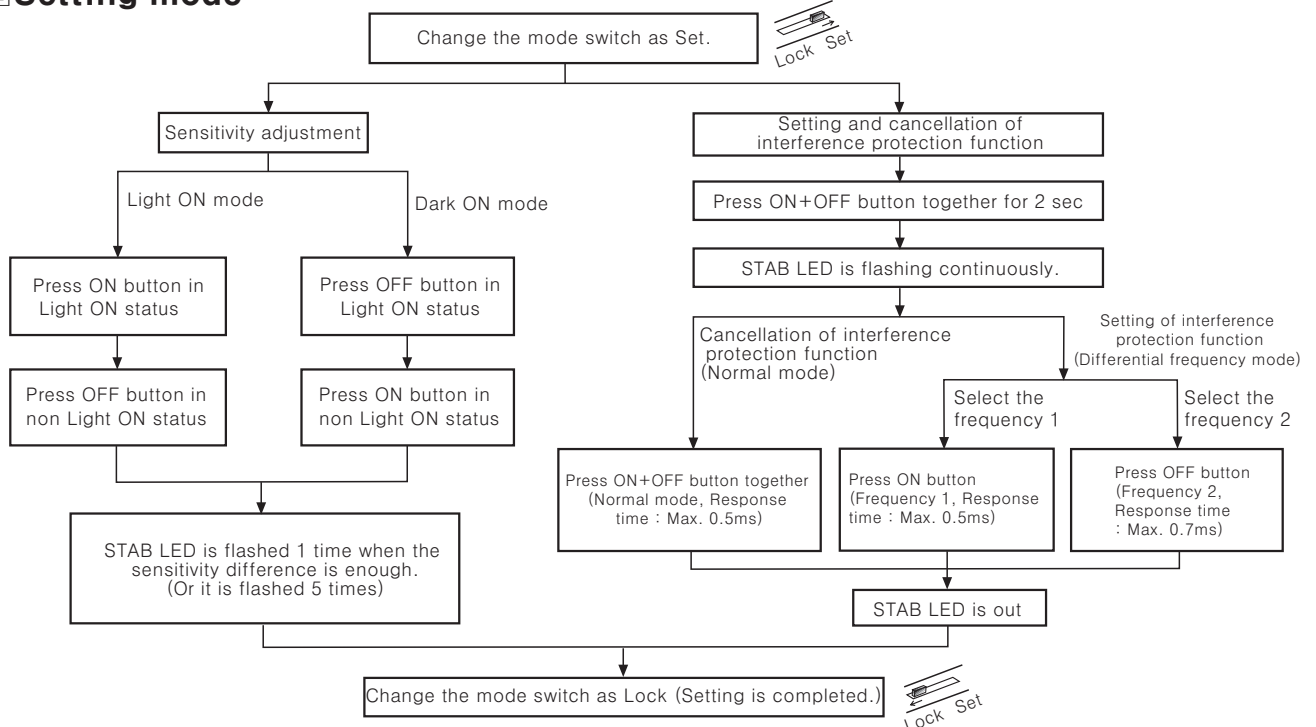 Setting mode
Change the mode switch as Set.
Lock Set
Sensitivity adjustment
Light ON mode
Dark ON mode
Press ON button in
Light ON status
Press OFF button in
Light ON status
Press OFF button in
non Light ON status
Press ON button in
non Light ON status
STAB LED is flashed 1 time when the
sensitivity difference is enough.
(Or it is flashed 5 times)
Setting and cancellation of
interference protection function
Press ON+OFF button together for 2 sec
STAB LED is flashing continuously.
Cancellation of interference
protection function
(Normal mode)
Setting of interference
protection function
(Differential frequency mode)
Select the
frequency 1
Select the
frequency 2
Press ON+OFF button together
(Normal mode, Response
time : Max. 0.5ms)
Press ON button
(Frequency 1, Response
time : Max. 0.5ms)
Press OFF button
(Frequency 2,
Response time
: Max. 0.7ms)
STAB LED is out
Change the mode switch as Lock (Setting is completed.)
Lock Set